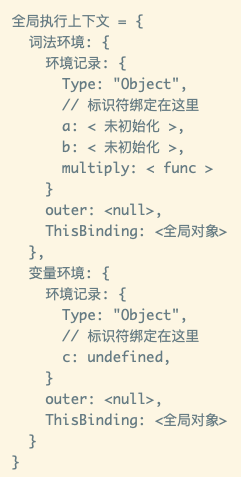 全局执行上下文 = {
  词法环境: {
    环境记录: {
      Type: "Object",
      // 标识符绑定在这里
      a: < 未初始化 >,
      b: < 未初始化 >,
      multiply: < func >
    }
    outer: <null>,
    ThisBinding: <全局对象>
  },
  变量环境: {
    环境记录: {
      Type: "Object",
      // 标识符绑定在这里
      c: undefined,
    }
    outer: <null>,
    ThisBinding: <全局对象>
  }
}